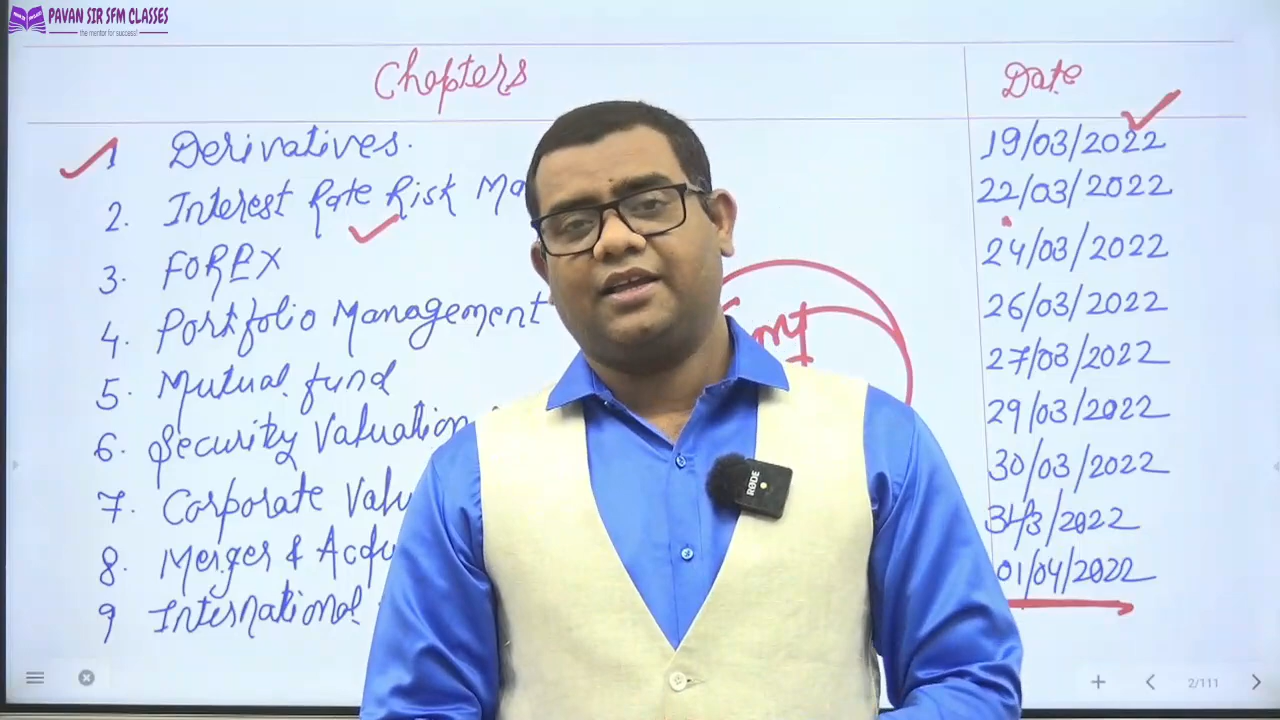 PAVAN SIR SFM CLASSES
the mentor for success!
Chapters Date
1 Derivatives. 19/03/2022
2. Interest Rate Risk Ma 22/03/2022
3. FOREX 24/03/2022
4. Portfolio Management 26/03/2022
5. Mutual fund 27/03/2022
6. Security Valuation 29/03/2022
7. Corporate Valu 30/03/2022
8. Merger & Acqu 31/3/2022
9 International 01/04/2022
RØDE
2/111